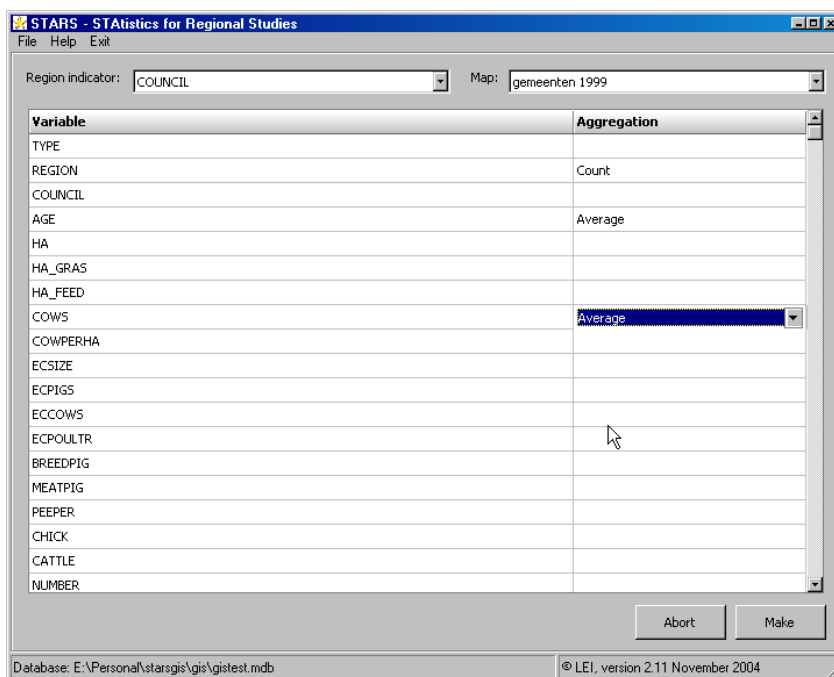 STARS - STAtistics for Regional Studies
File Help Exit
Region indicator: COUNCIL Map: gemeenten 1999
Variable Aggregation
TYPE
REGION Count
COUNCIL
AGE Average
HA
HA_GRAS
HA_FEED
COWS Average
COWPERHA
ECSIZE
ECPIGS
ECCOWS
ECPOULTR
BREEDPIG
MEATPIG
PEEPER
CHICK
CATTLE
NUMBER
Abort Make
Database: E:\Personal\starsgis\gis\gistest.mdb © LEI, version 2.11 November 2004